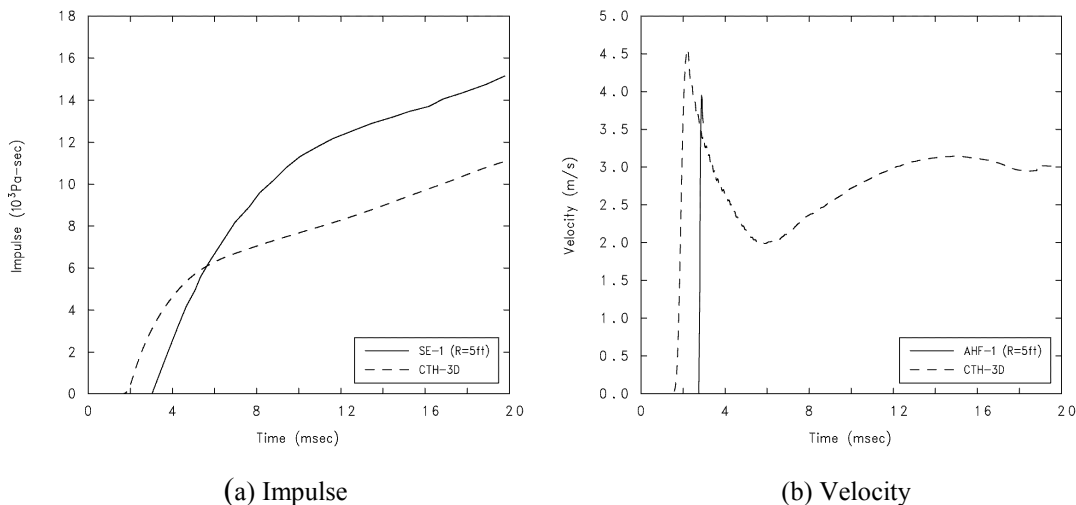 18
16
14
12
10
8
6
4
2
0
Impulse (10³Pa-sec)
0 4 8 12 16 20
Time (msec)
SE-1 (R=5ft)
CTH-3D
(a) Impulse
5.0
4.5
4.0
3.5
3.0
2.5
2.0
1.5
1.0
0.5
0.0
Velocity (m/s)
0 4 8 12 16 20
Time (msec)
AHF-1 (R=5ft)
CTH-3D
(b) Velocity